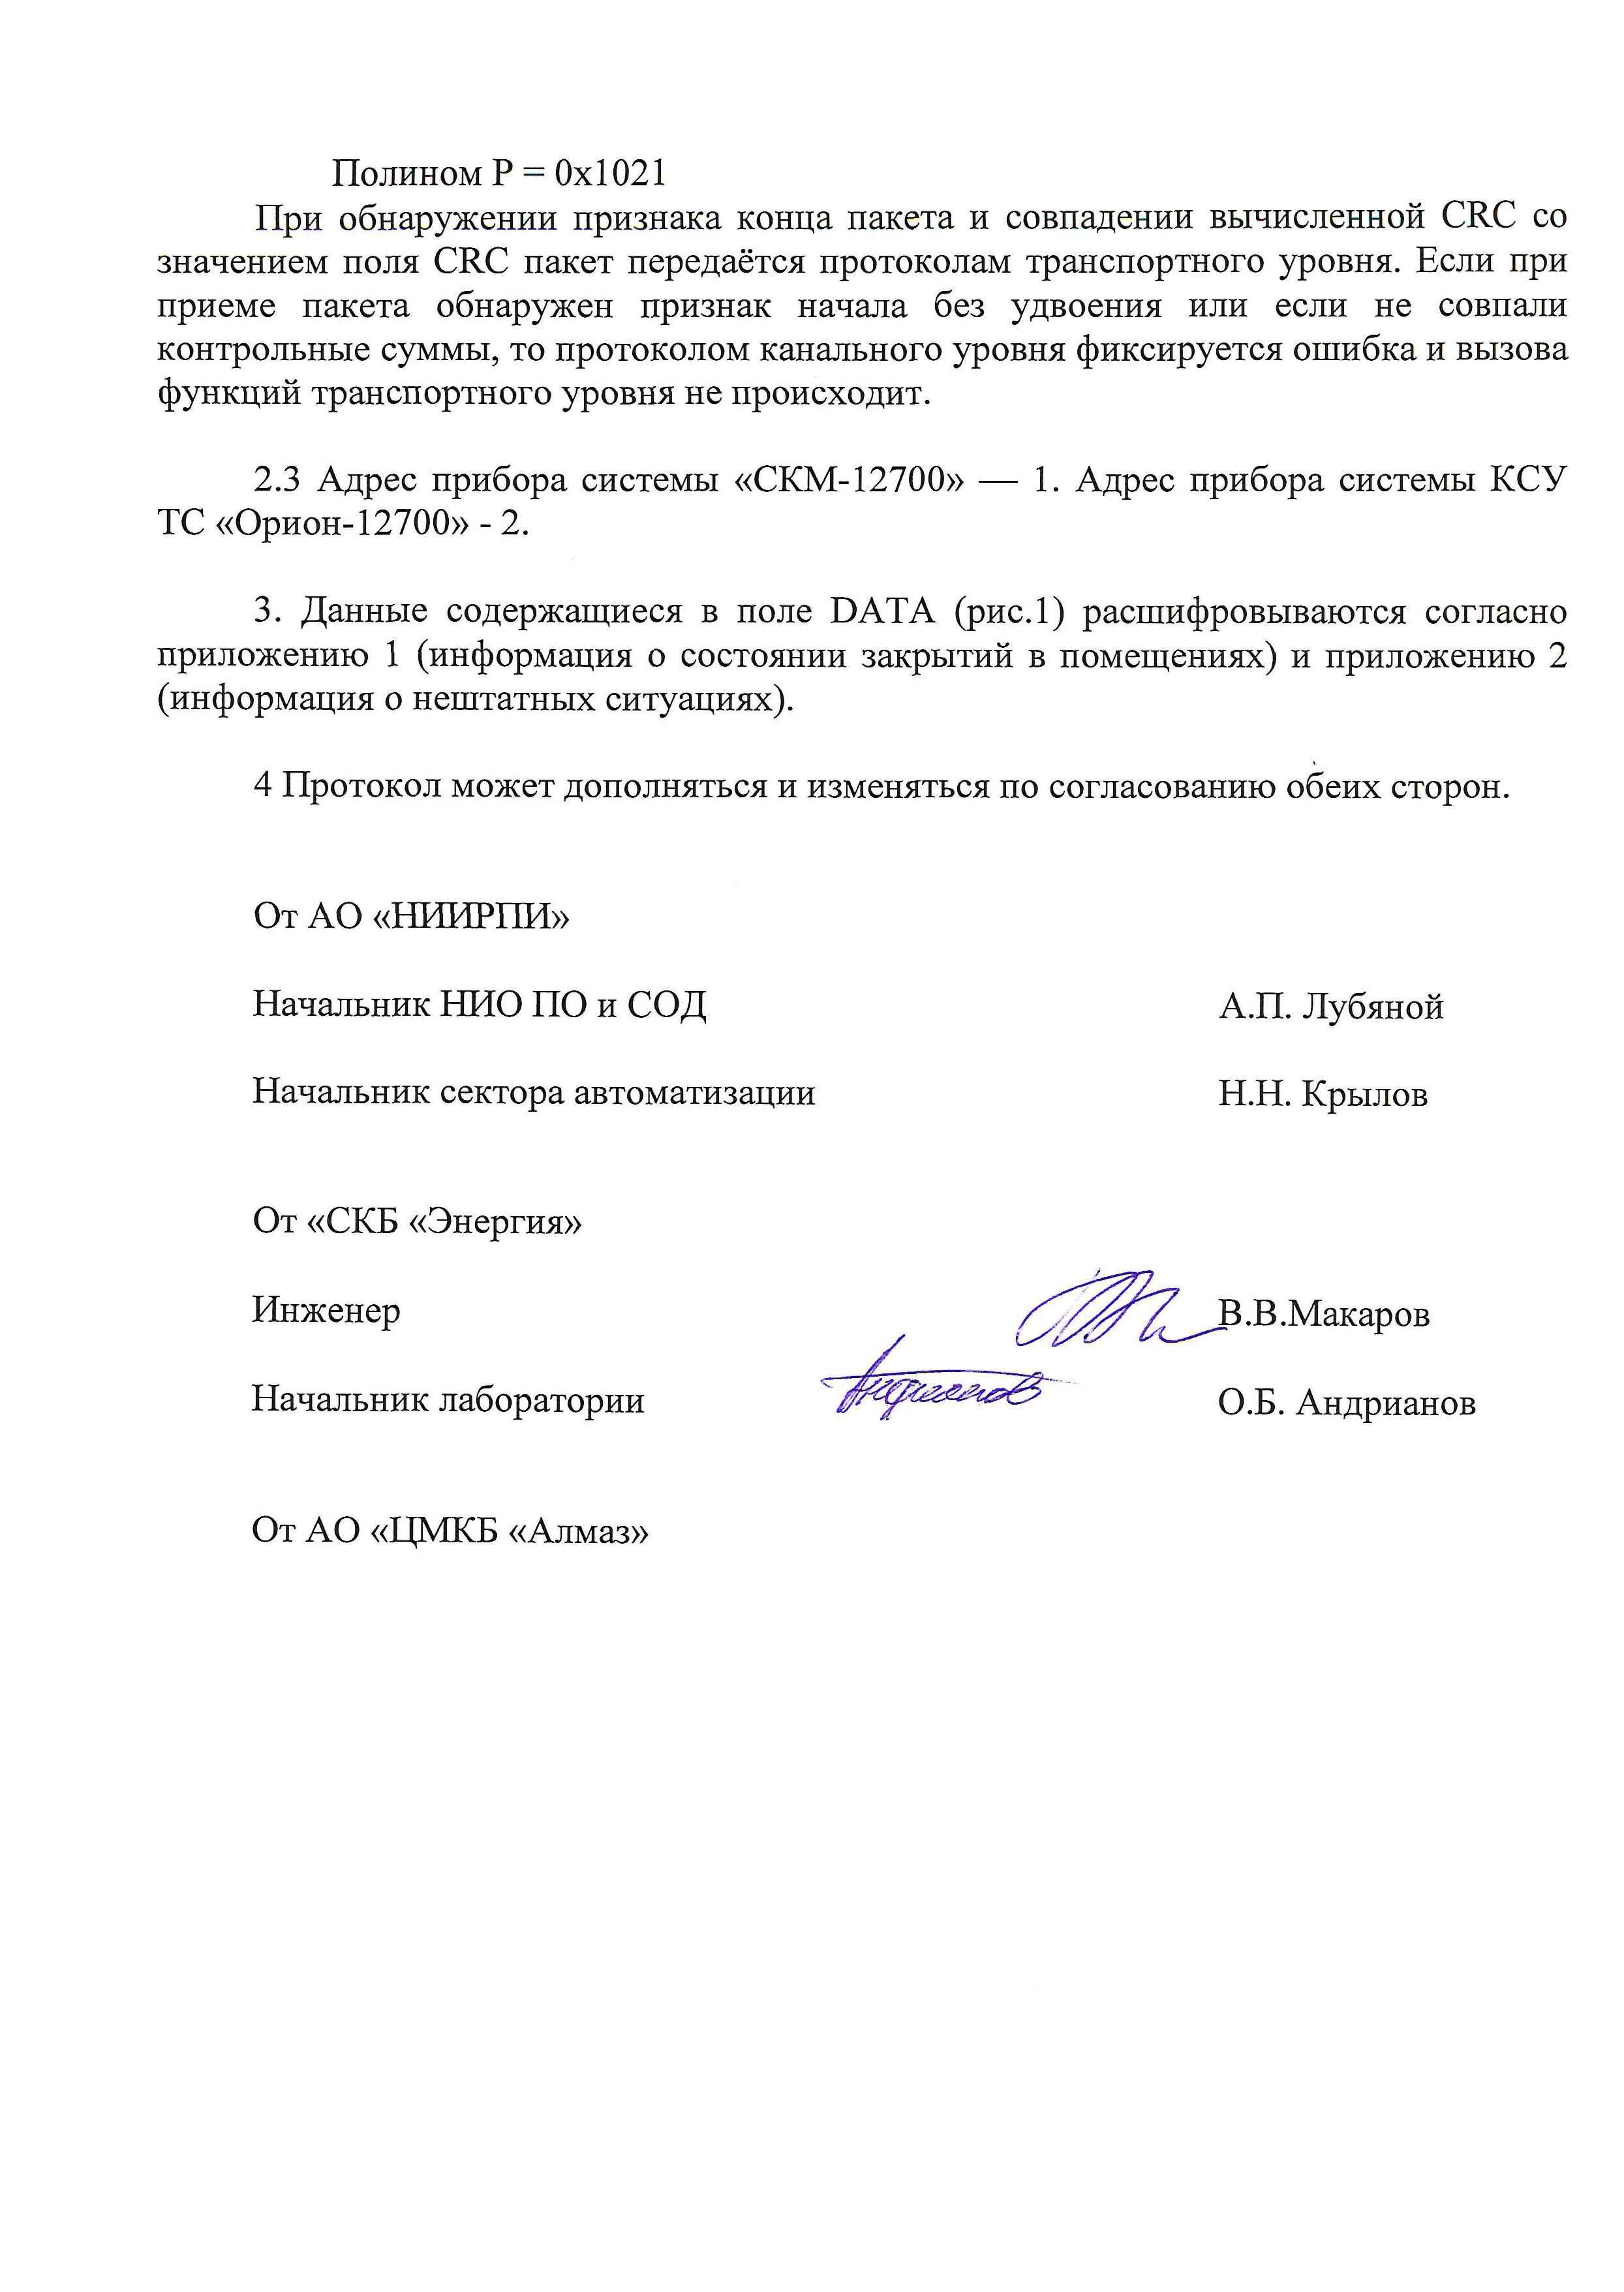 Полином P = 0x1021
При обнаружении признака конца пакета и совпадении вычисленной CRC со
значением поля CRC пакет передаётся протоколам транспортного уровня. Если при
приеме пакета обнаружен признак начала без удвоения или если не совпали
контрольные суммы, то протоколом канального уровня фиксируется ошибка и вызова
функций транспортного уровня не происходит.
2.3 Адрес прибора системы «СКМ-12700» — 1. Адрес прибора системы КСУ
ТС «Орион-12700» - 2.
3. Данные содержащиеся в поле DATA (рис.1) расшифровываются согласно
приложению 1 (информация о состоянии закрытий в помещениях) и приложению 2
(информация о нештатных ситуациях).
4 Протокол может дополняться и изменяться по согласованию обеих сторон.
От АО «НИИРПИ»
Начальник НИО ПО и СОД А.П. Лубяной
Начальник сектора автоматизации Н.Н. Крылов
От «СКБ «Энергия»
Инженер В.В.Макаров
Начальник лаборатории Андрианов О.Б. Андрианов
От АО «ЦМКБ «Алмаз»